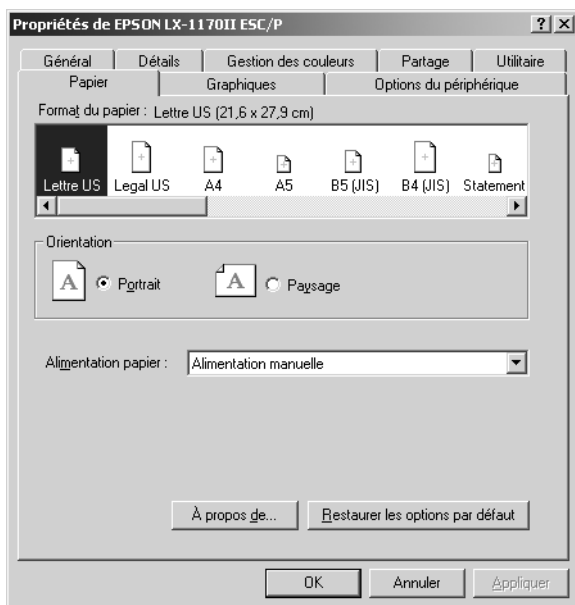 Propriétés de EPSON LX-1170II ESC/P
Général Détails Gestion des couleurs Partage Utilitaire
Papier Graphiques Options du périphérique
Format du papier : Lettre US (21,6 x 27,9 cm)
Lettre US Legal US A4 A5 B5 (JIS) B4 (JIS) Statement
Orientation
A Portrait A Paysage
Alimentation papier : Alimentation manuelle
À propos de... Restaurer les options par défaut
OK Annuler Appliquer